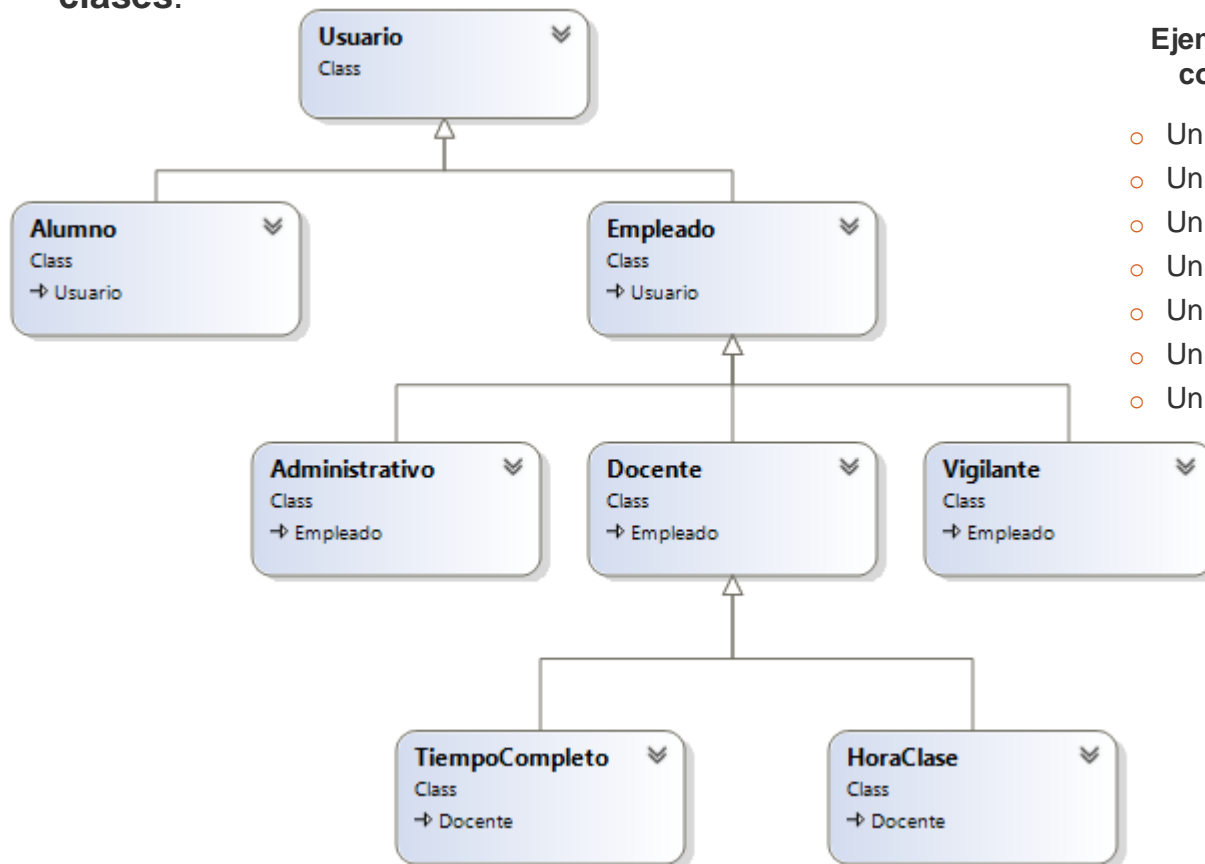 clases.
Usuario
Class
Ejen
co
Un
Un
Un
Un
Un
Un
Un
Alumno
Class
Usuario
Empleado
Class
Usuario
Administrativo
Class
Empleado
Docente
Class
Empleado
Vigilante
Class
Empleado
TiempoCompleto
Class
Docente
HoraClase
Class
Docente